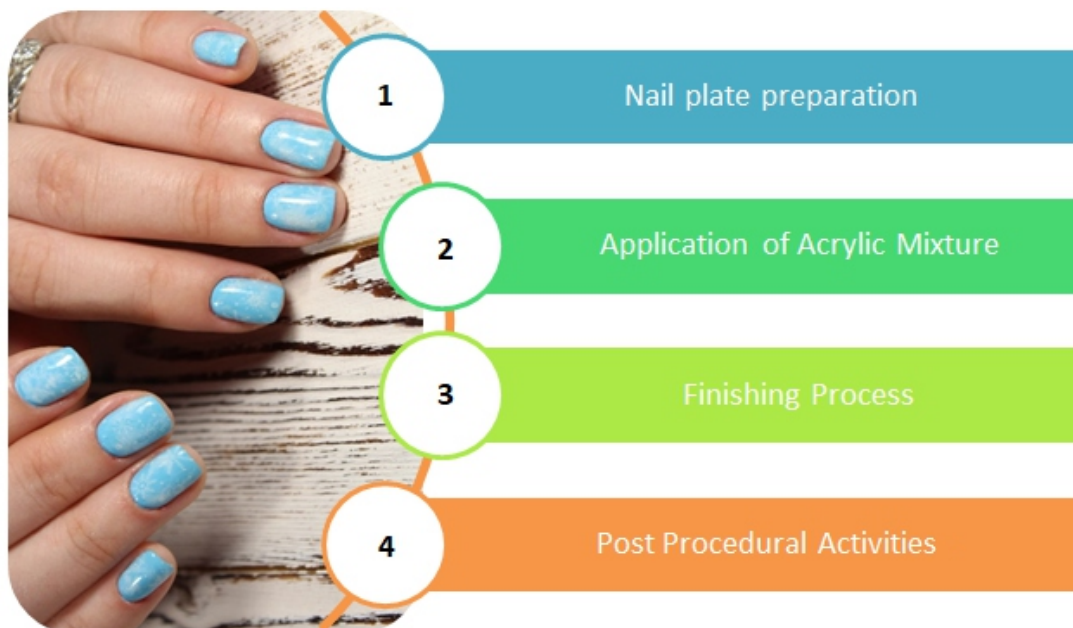 1
Nail plate preparation
2
Application of Acrylic Mixture
3
Finishing Process
4
Post Procedural Activities